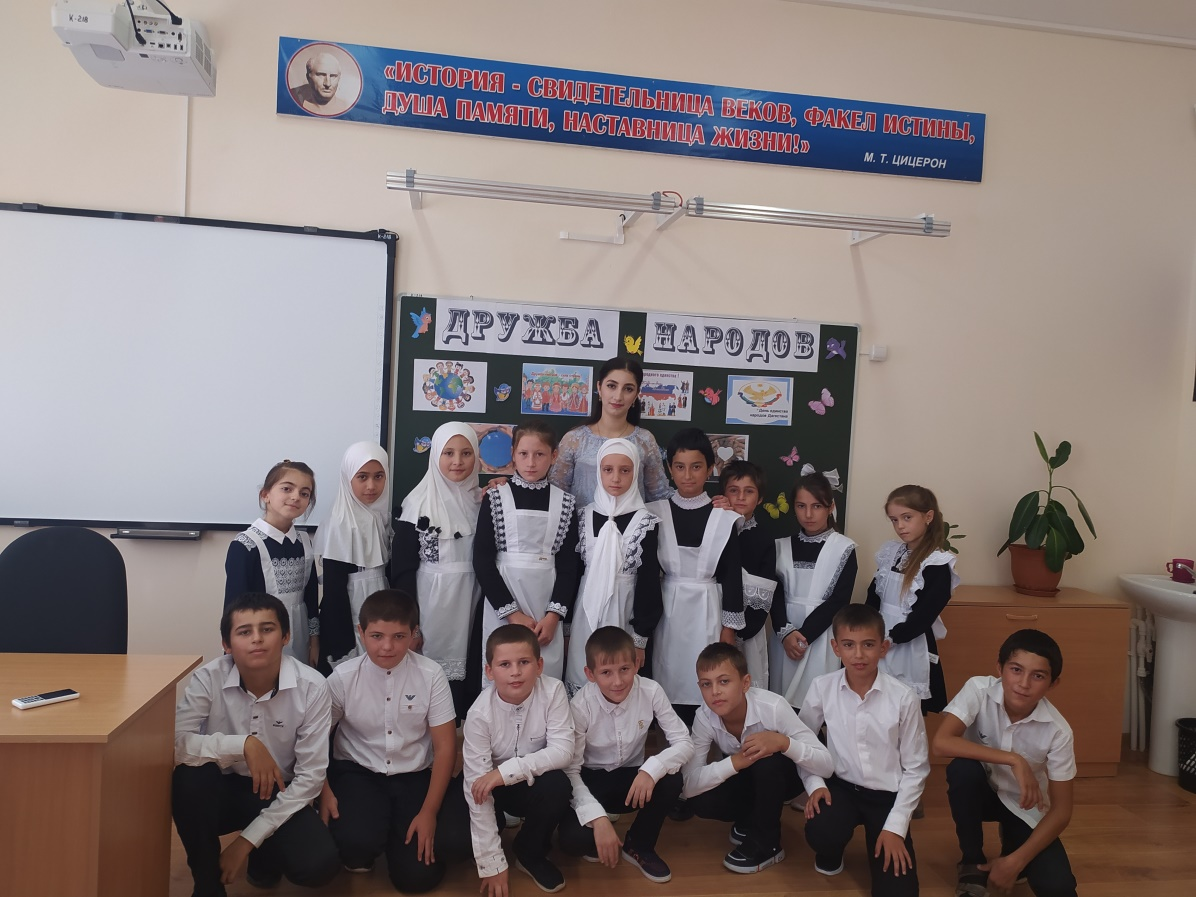 К-218
«ИСТОРИЯ - СВИДЕТЕЛЬНИЦА ВЕКОВ, ФАКЕЛ ИСТИНЫ,
ДУША ПАМЯТИ, НАСТАВНИЦА ЖИЗНИ!»
М. Т. ЦИЦЕРОН
К-218
ДРУЖБА НАРОДОВ
День единства
народов Дагестана